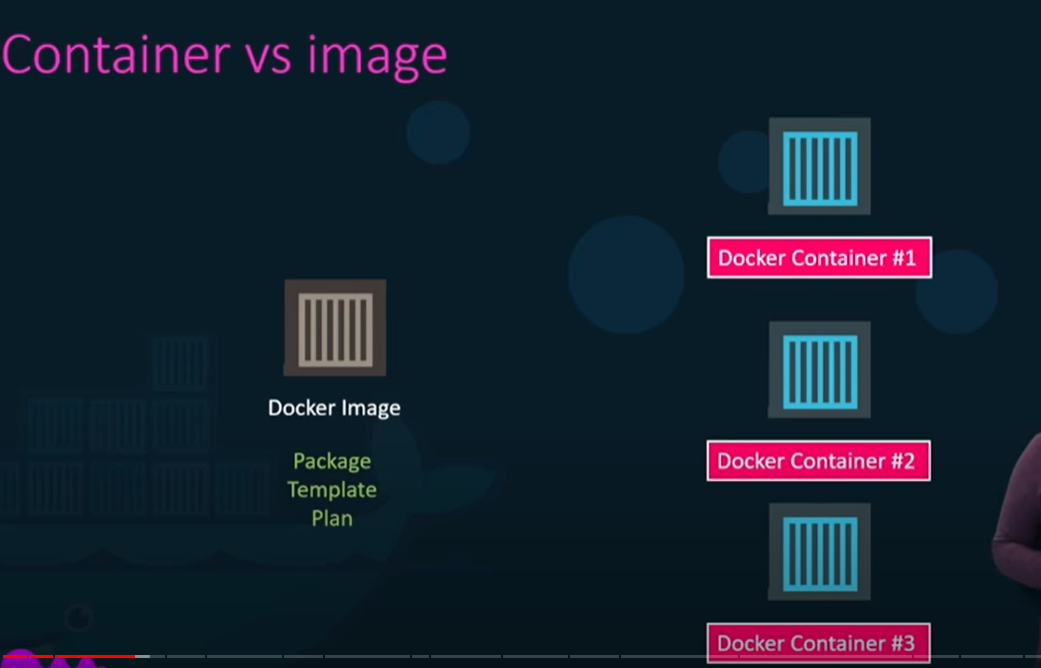 Container vs image
Docker Container #1
Docker Image
Docker Container #2
Package
Template
Plan
Docker Container #3